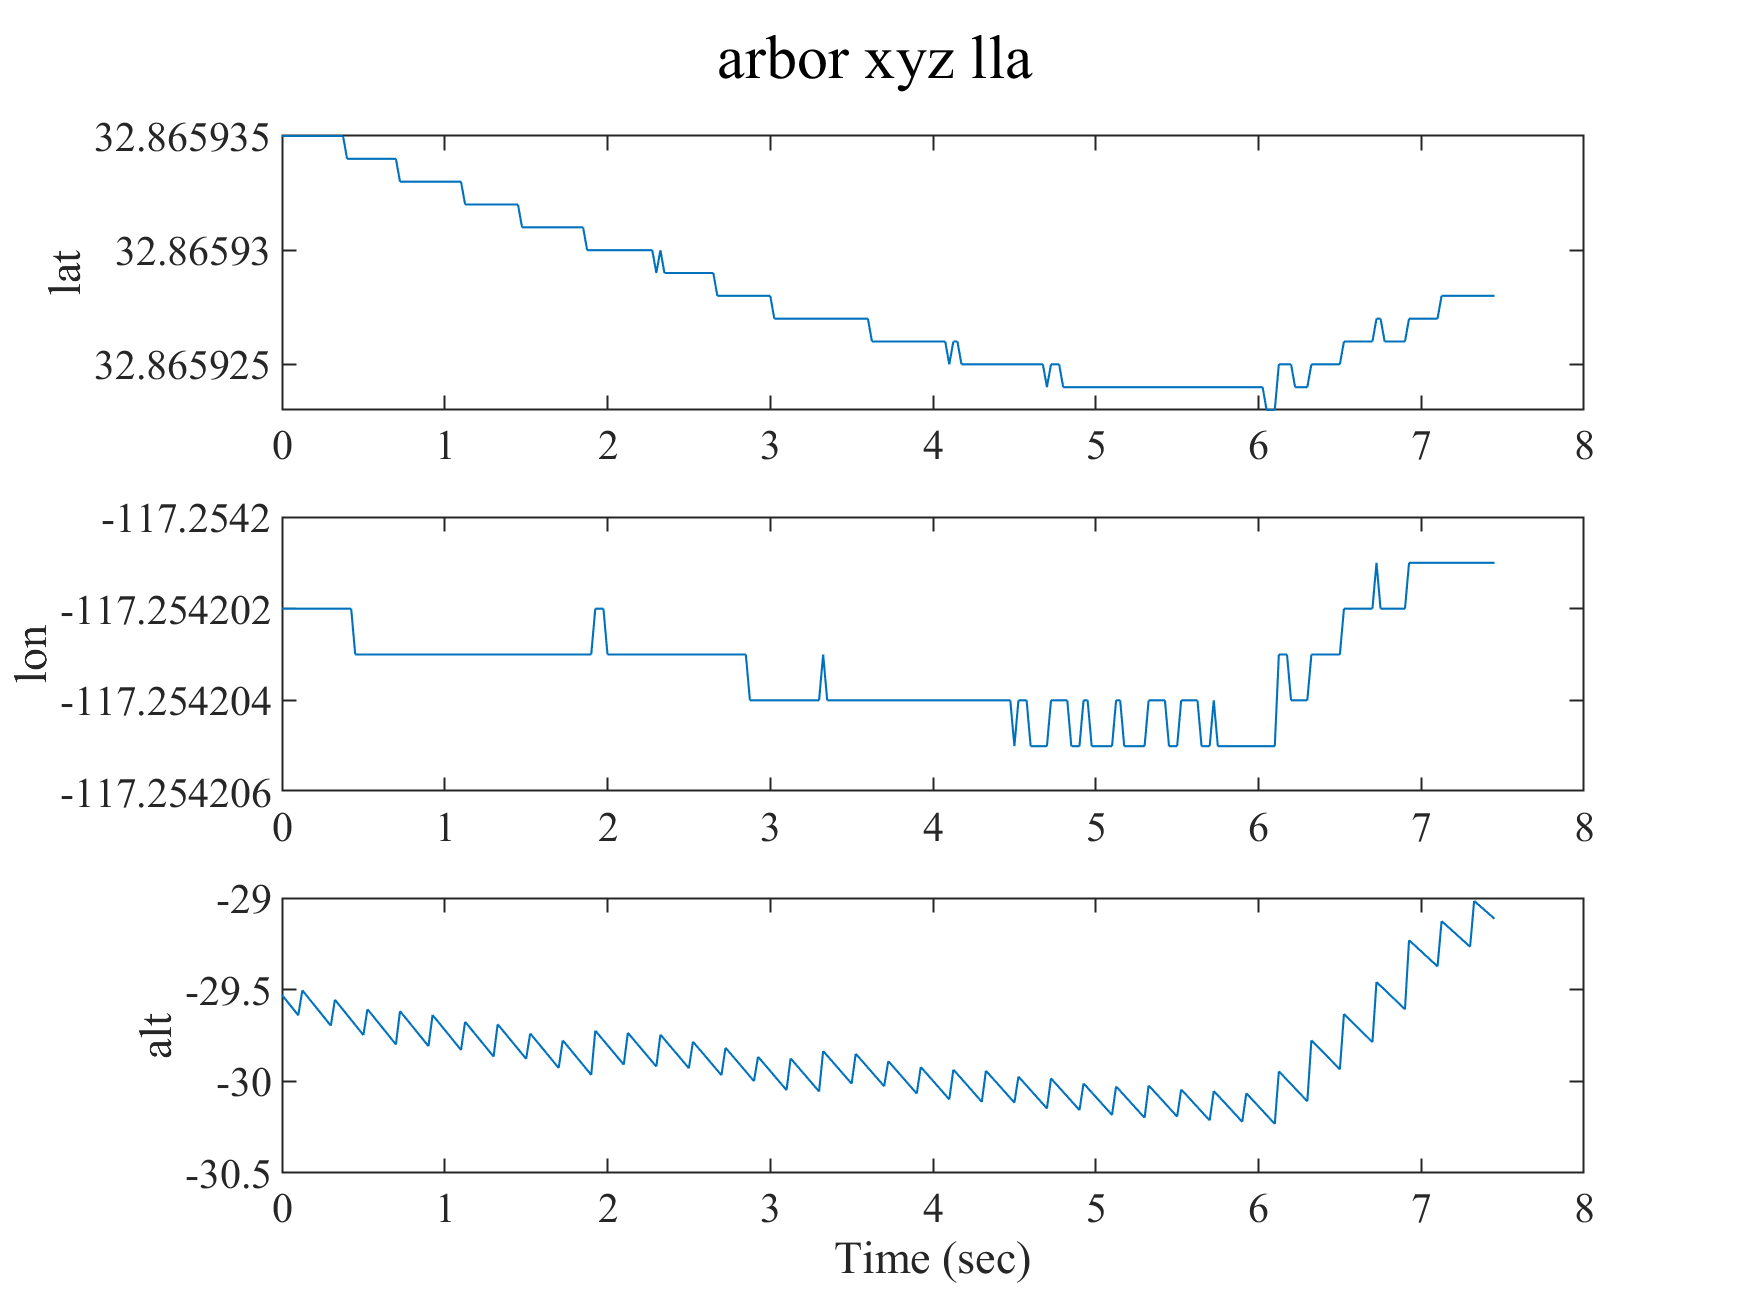 arbor xyz lla
32.865935
32.86593
32.865925
lat
0 1 2 3 4 5 6 7 8
-117.2542
-117.254202
-117.254204
-117.254206
lon
0 1 2 3 4 5 6 7 8
-29
-29.5
-30
-30.5
alt
0 1 2 3 4 5 6 7 8
Time (sec)